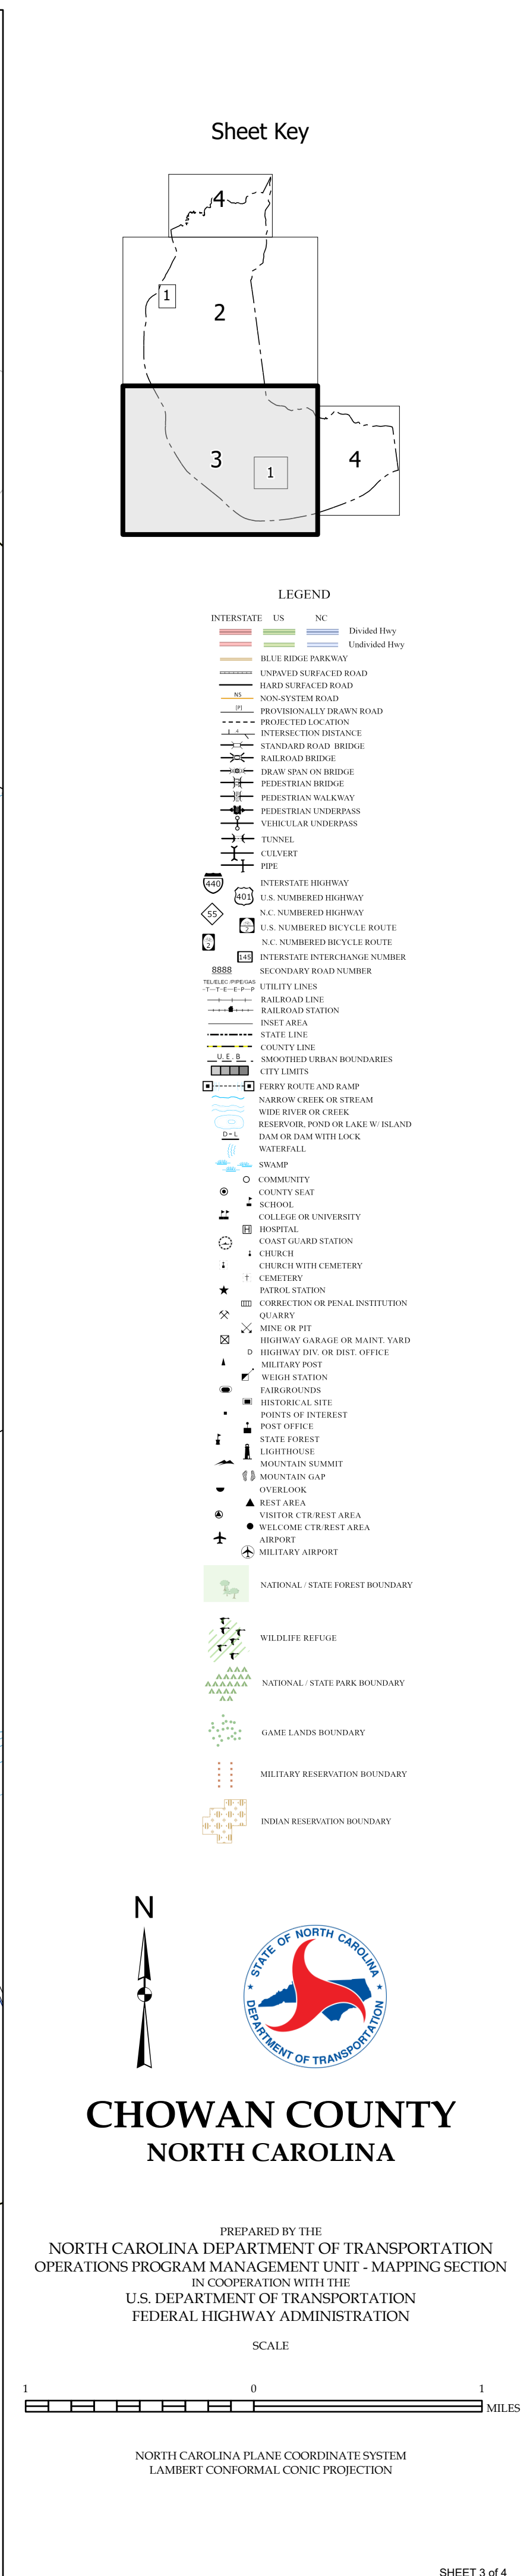 Sheet Key
4
1
2
3
1
4
LEGEND
INTERSTATE US NC
Divided Hwy
Undivided Hwy
BLUE RIDGE PARKWAY
UNPAVED SURFACED ROAD
HARD SURFACED ROAD
NS NON-SYSTEM ROAD
[P] PROVISIONALLY DRAWN ROAD
PROJECTED LOCATION
INTERSECTION DISTANCE
STANDARD ROAD BRIDGE
RAILROAD BRIDGE
DRAW SPAN ON BRIDGE
PEDESTRIAN BRIDGE
PEDESTRIAN WALKWAY
PEDESTRIAN UNDERPASS
VEHICULAR UNDERPASS
TUNNEL
CULVERT
PIPE
440 INTERSTATE HIGHWAY
401 U.S. NUMBERED HIGHWAY
55 N.C. NUMBERED HIGHWAY
2 U.S. NUMBERED BICYCLE ROUTE
2 N.C. NUMBERED BICYCLE ROUTE
145 INTERSTATE INTERCHANGE NUMBER
8888 SECONDARY ROAD NUMBER
TEL/ELEC/PIPE/GAS
-T--T--E--E--P--P UTILITY LINES
RAILROAD LINE
RAILROAD STATION
INSET AREA
STATE LINE
COUNTY LINE
U.E.B SMOOTHED URBAN BOUNDARIES
CITY LIMITS
FERRY ROUTE AND RAMP
NARROW CREEK OR STREAM
WIDE RIVER OR CREEK
RESERVOIR, POND OR LAKE W/ ISLAND
D-L DAM OR DAM WITH LOCK
WATERFALL
SWAMP
COMMUNITY
COUNTY SEAT
SCHOOL
COLLEGE OR UNIVERSITY
H HOSPITAL
COAST GUARD STATION
CHURCH
CHURCH WITH CEMETERY
CEMETERY
PATROL STATION
CORRECTION OR PENAL INSTITUTION
QUARRY
MINE OR PIT
HIGHWAY GARAGE OR MAINT. YARD
D HIGHWAY DIV. OR DIST. OFFICE
MILITARY POST
WEIGH STATION
FAIRGROUNDS
HISTORICAL SITE
POINTS OF INTEREST
POST OFFICE
STATE FOREST
LIGHTHOUSE
MOUNTAIN SUMMIT
MOUNTAIN GAP
OVERLOOK
REST AREA
VISITOR CTR/REST AREA
WELCOME CTR/REST AREA
AIRPORT
MILITARY AIRPORT
NATIONAL / STATE FOREST BOUNDARY
WILDLIFE REFUGE
NATIONAL / STATE PARK BOUNDARY
GAME LANDS BOUNDARY
MILITARY RESERVATION BOUNDARY
INDIAN RESERVATION BOUNDARY
N
STATE OF NORTH CAROLINA
DEPARTMENT OF TRANSPORTATION
CHOWAN COUNTY
NORTH CAROLINA
PREPARED BY THE
NORTH CAROLINA DEPARTMENT OF TRANSPORTATION
OPERATIONS PROGRAM MANAGEMENT UNIT - MAPPING SECTION
IN COOPERATION WITH THE
U.S. DEPARTMENT OF TRANSPORTATION
FEDERAL HIGHWAY ADMINISTRATION
SCALE
1 0 1
MILES
NORTH CAROLINA PLANE COORDINATE SYSTEM
LAMBERT CONFORMAL CONIC PROJECTION
SHEET 3 of 4